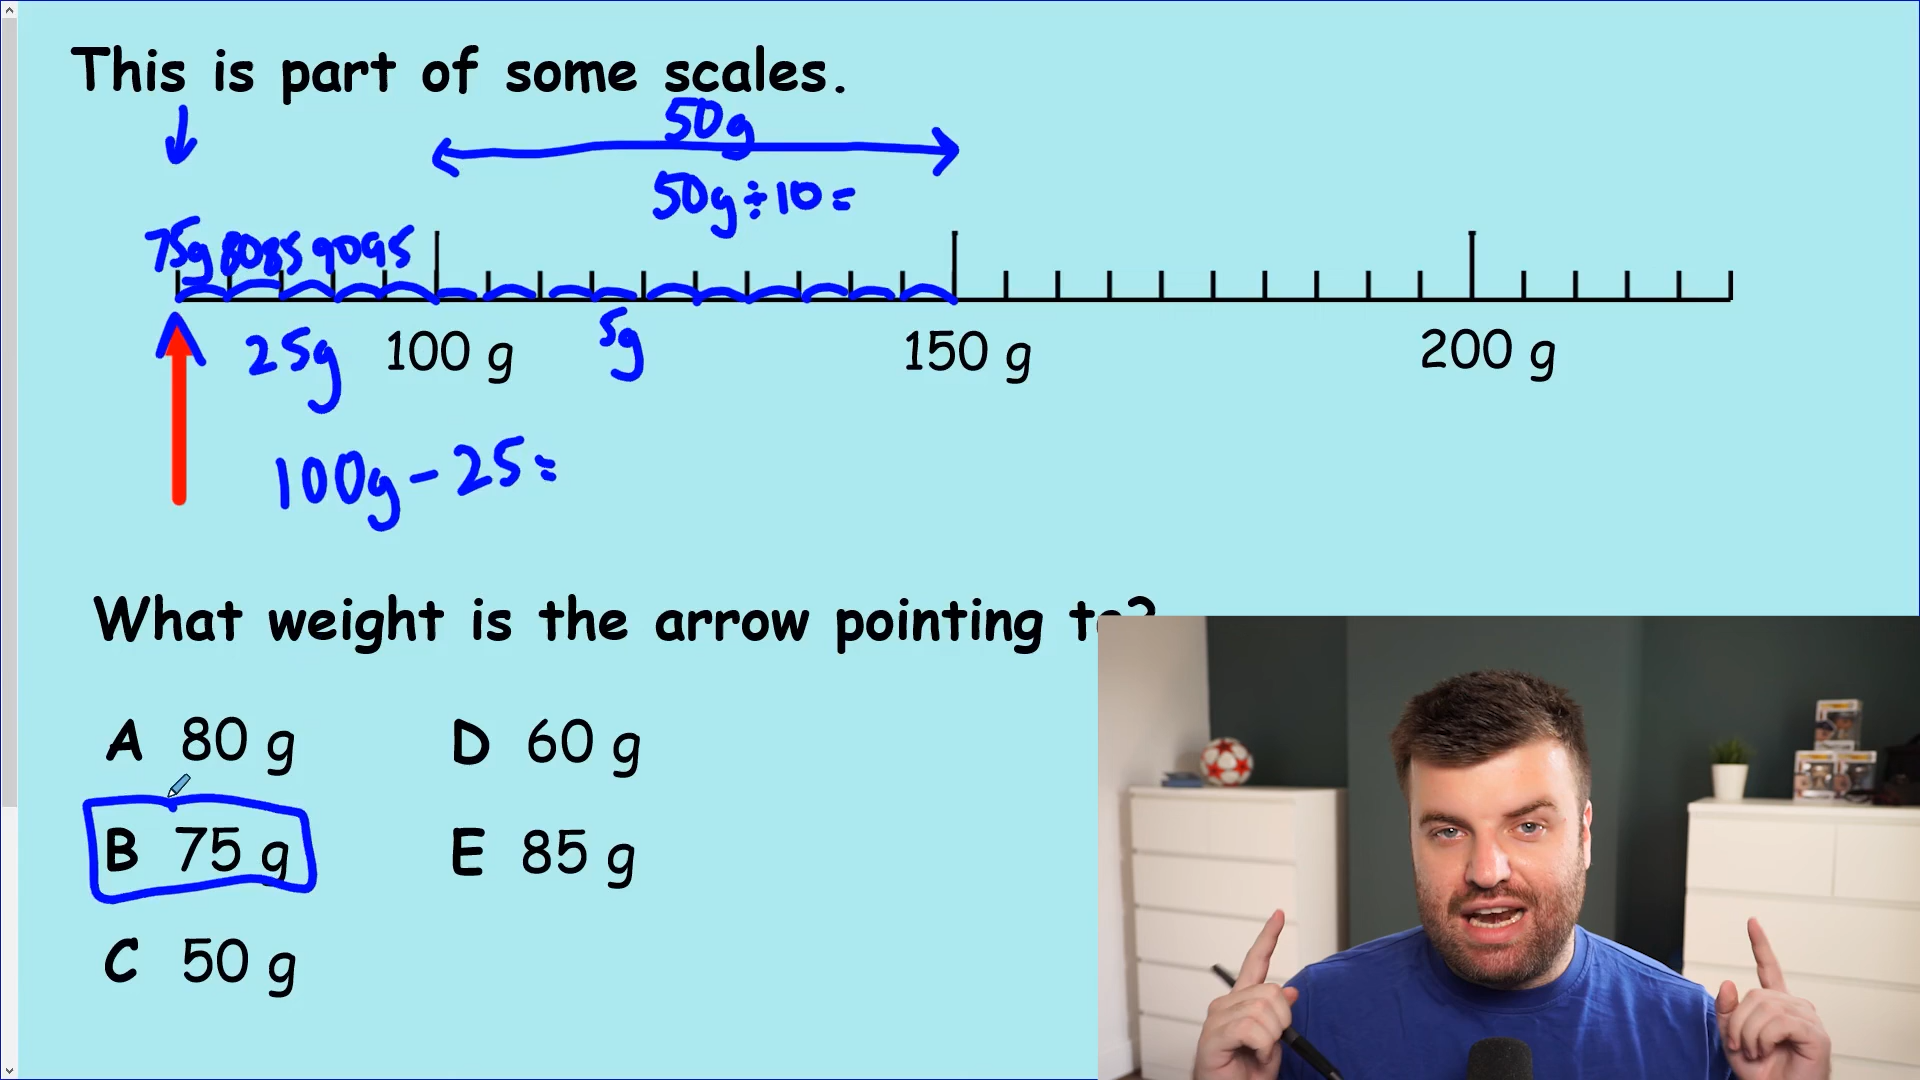 This is part of some scales.
50g
50g÷10=
75g 80 85 90 95
25g
100 g
5g
150 g
200 g
100g-25=
What weight is the arrow pointing to?
A 80 g
D 60 g
B 75 g
E 85 g
C 50 g